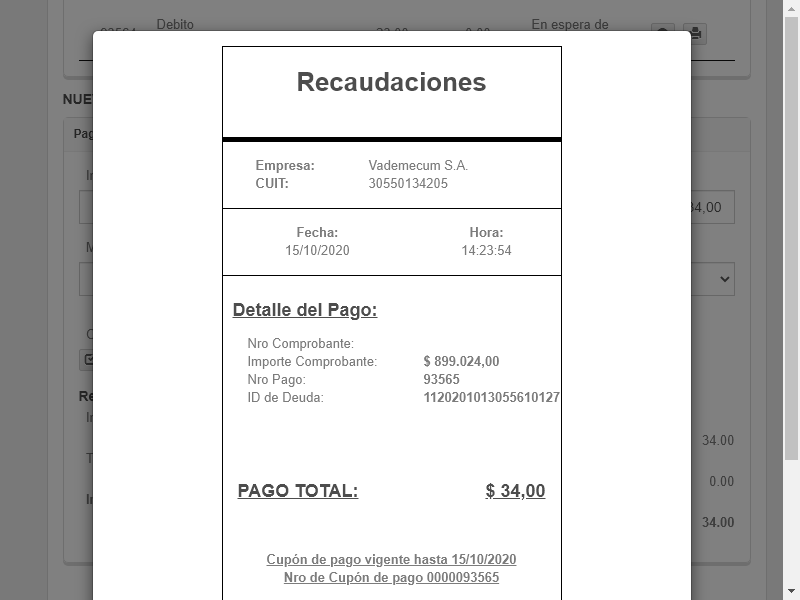 Debito
En espera de
NUE
Recaudaciones
Pag
Empresa: Vademecum S.A.
CUIT: 30550134205
34,00
Fecha: Hora:
15/10/2020 14:23:54
Detalle del Pago:
Nro Comprobante:
Importe Comprobante: $ 899.024,00
Nro Pago: 93565
ID de Deuda: 1120201013055610127
Re
34.00
0.00
34.00
PAGO TOTAL: $ 34,00
Cupón de pago vigente hasta 15/10/2020
Nro de Cupón de pago 0000093565